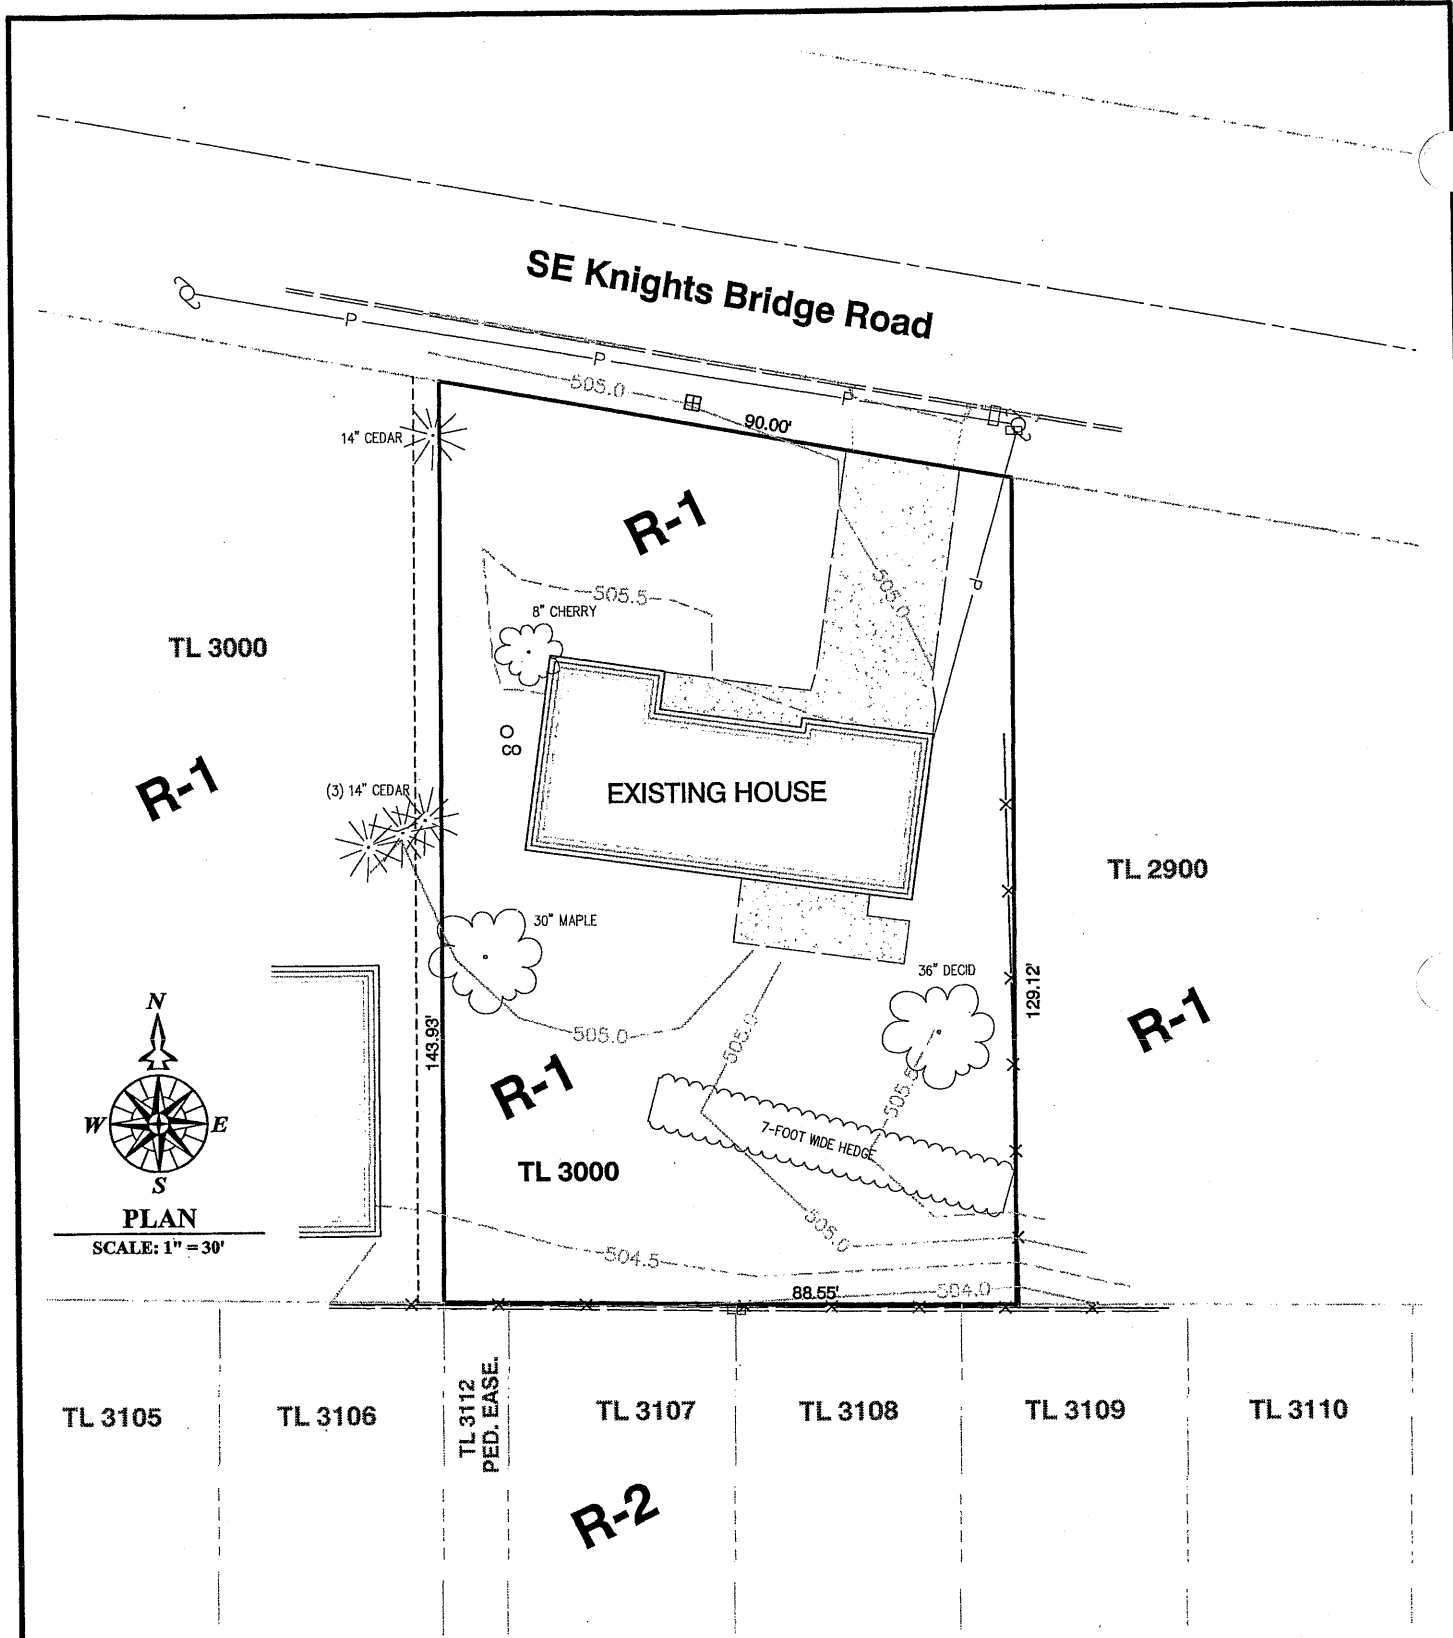 SE Knights Bridge Road
P
P
P
505.0
90.00'
14" CEDAR
R-1
505.0
P
505.5
8" CHERRY
TL 3000
CO
R-1
(3) 14" CEDAR
EXISTING HOUSE
TL 2900
30" MAPLE
36" DECID
129.12'
R-1
505.0
505.0
143.93'
R-1
505.5
7-FOOT WIDE HEDGE
TL 3000
N
W
E
S
PLAN
SCALE: 1" = 30'
505.0
504.5
88.55'
504.0
TL 3105
TL 3106
TL 3112
PED. EASE.
TL 3107
TL 3108
TL 3109
TL 3110
R-2